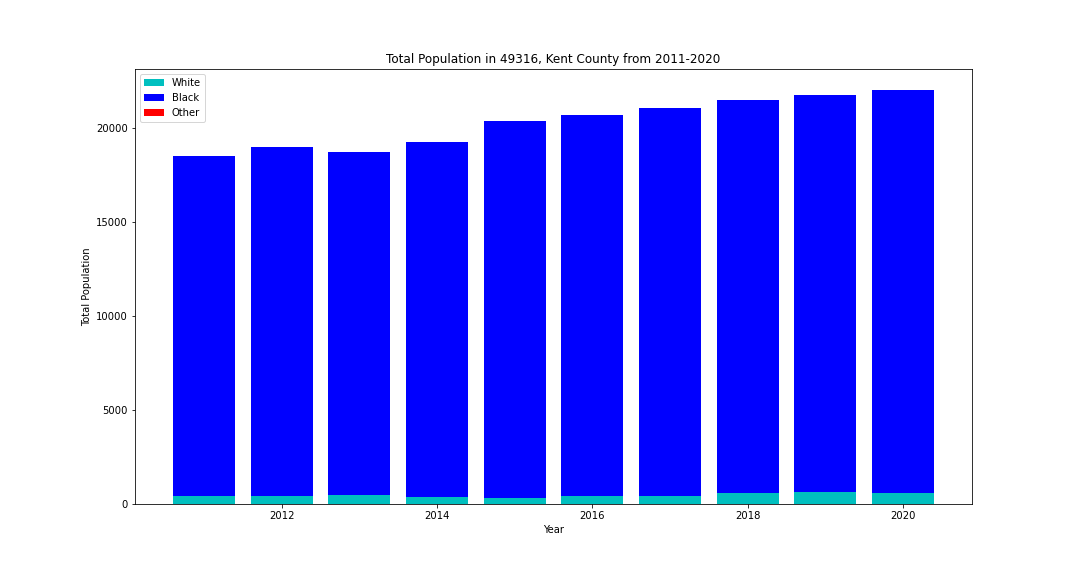 Total Population in 49316, Kent County from 2011-2020
White
Black
Other
20000
15000
10000
5000
0
Total Population
2012 2014 2016 2018 2020
Year